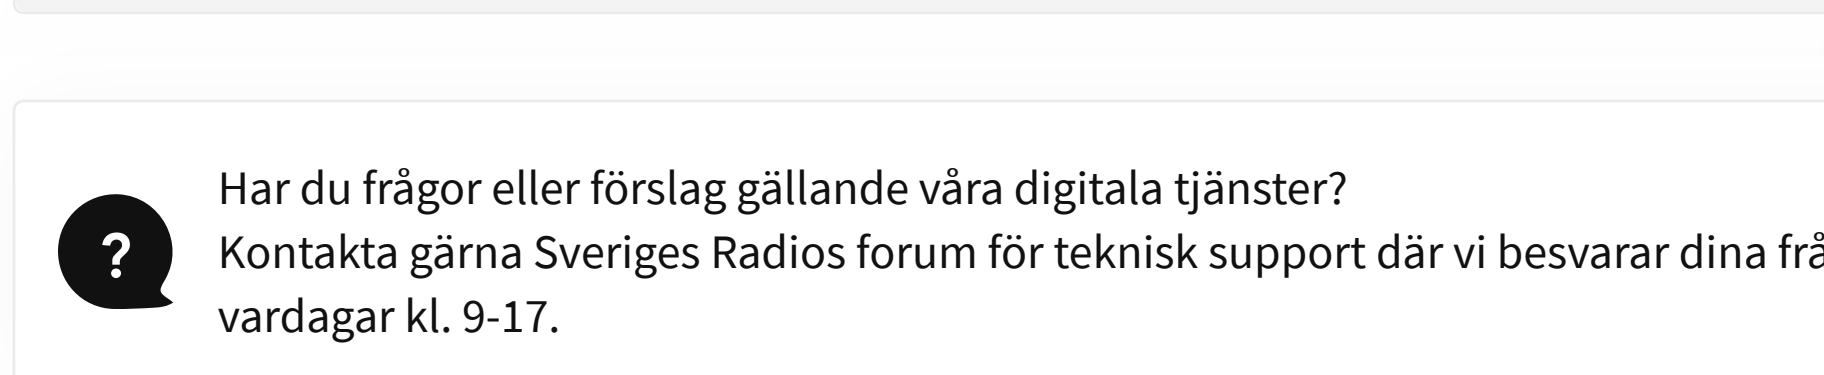 Har du frågor eller förslag gällande våra digitala tjänster?
Kontakta gärna Sveriges Radios forum för teknisk support där vi besvarar dina
vardagar kl. 9-17.
?